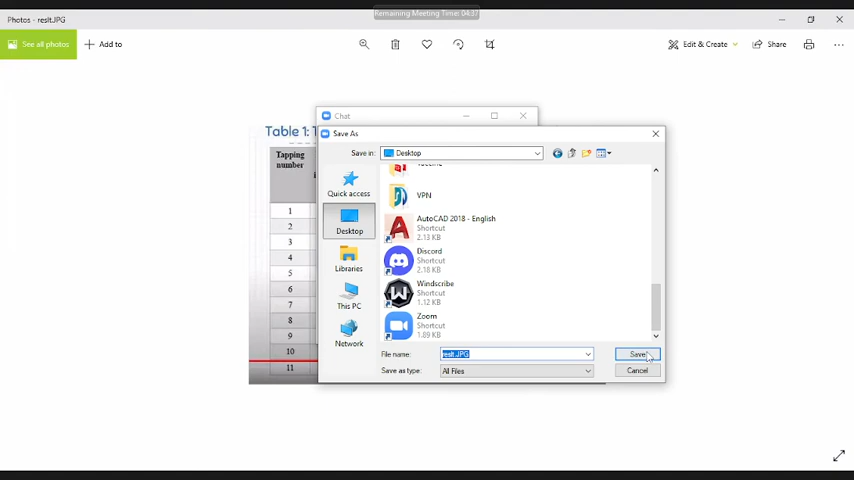 Remaining Meeting Time: 04:37
Photos - reslt.JPG
See all photos
Add to
Edit & Create
Share
Chat
Table 1:
Save As
Tapping
number
Save in:
Desktop
Quick access
VPN
AutoCAD 2018 - English
Shortcut
2.13 KB
Desktop
Discord
Shortcut
2.18 KB
Libraries
Windscribe
Shortcut
1.12 KB
This PC
Zoom
Shortcut
1.89 KB
Network
1
2
3
4
5
6
7
8
9
10
11
File name:
reslt.JPG
Save
Save as type:
All Files
Cancel